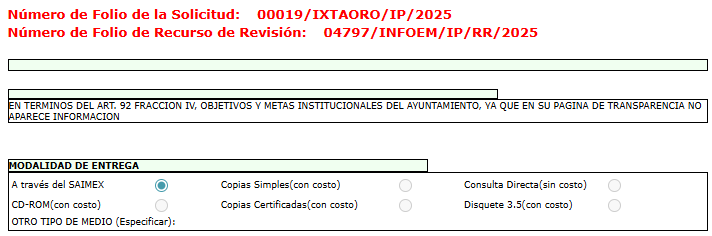 Número de Folio de la Solicitud: 00019/IXTAORO/IP/2025
Número de Folio de Recurso de Revisión: 04797/INFOEM/IP/RR/2025
EN TERMINOS DEL ART. 92 FRACCION IV, OBJETIVOS Y METAS INSTITUCIONALES DEL AYUNTAMIENTO, YA QUE EN SU PAGINA DE TRANSPARENCIA NO
APARECE INFORMACION
MODALIDAD DE ENTREGA
A través del SAIMEX Copias Simples(con costo) Consulta Directa(sin costo)
CD-ROM(con costo) Copias Certificadas(con costo) Disquete 3.5(con costo)
OTRO TIPO DE MEDIO (Especificar):